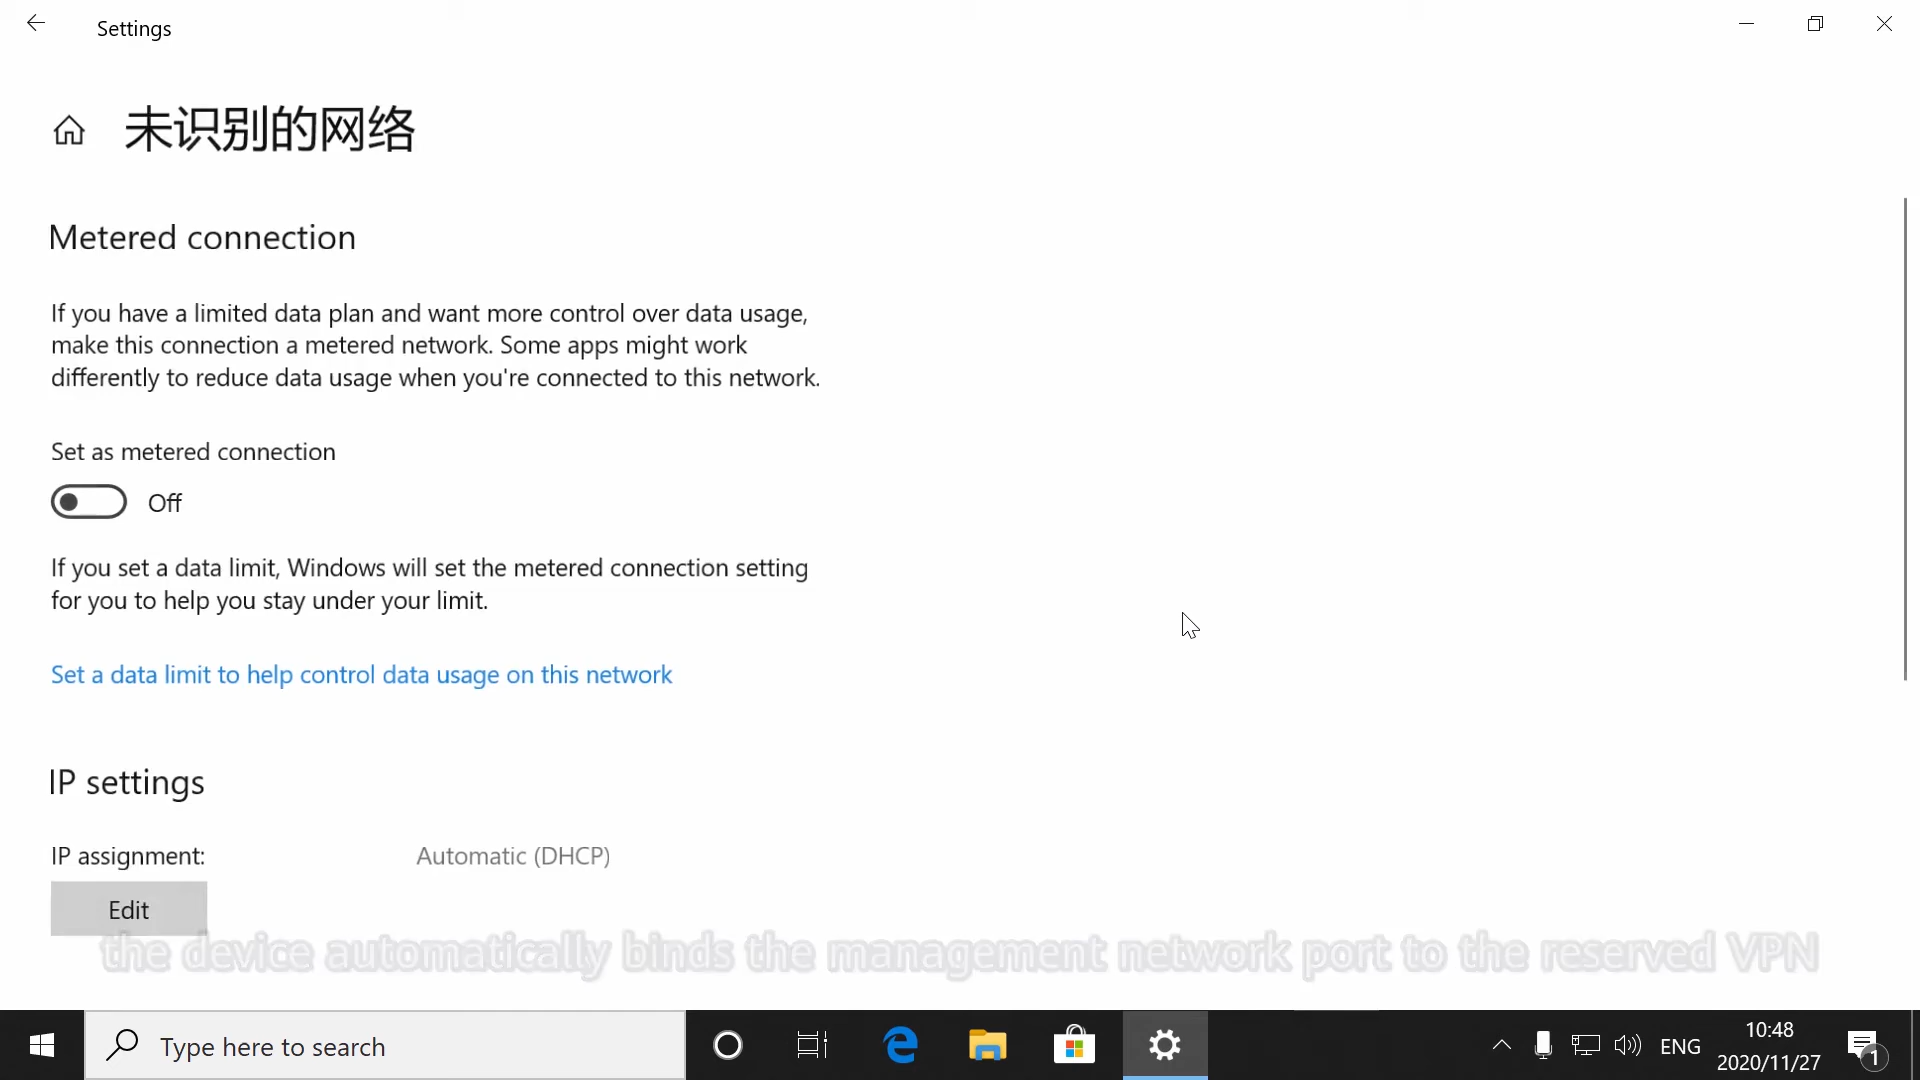 Settings
未识别的网络
Metered connection
If you have a limited data plan and want more control over data usage,
make this connection a metered network. Some apps might work
differently to reduce data usage when you're connected to this network.
Set as metered connection
Off
If you set a data limit, Windows will set the metered connection setting
for you to help you stay under your limit.
Set a data limit to help control data usage on this network
IP settings
IP assignment: Automatic (DHCP)
Edit
the device automatically binds the management network port to the reserved VPN
Type here to search
ENG
10:48
2020/11/27
1